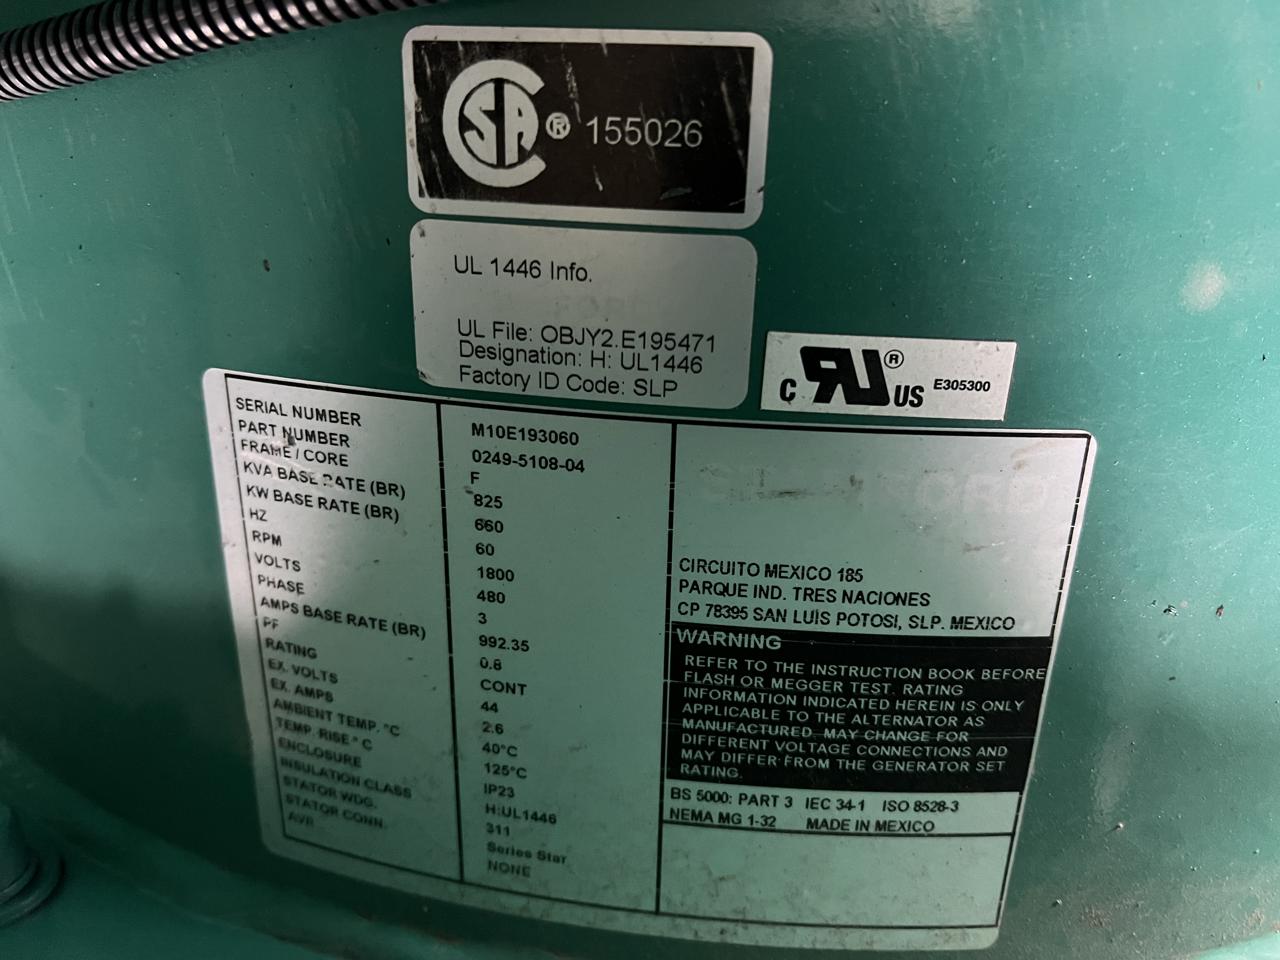 CSA® 155026
UL 1446 Info.
UL File: OBJY2.E195471
Designation: H: UL1446
Factory ID Code: SLP
C RU® US E305300
SERIAL NUMBER M10E193060
PART NUMBER 0249-5108-04
FRAME / CORE F
KVA BASE RATE (BR) 825
KW BASE RATE (BR) 660
HZ 60
RPM 1800
VOLTS 480
PHASE 3
AMPS BASE RATE (BR) 992.35
PF 0.8
RATING CONT
EX. VOLTS 44
EX. AMPS 2.6
AMBIENT TEMP. °C 40°C
TEMP. RISE ° C 125°C
ENCLOSURE IP23
INSULATION CLASS H:UL1446
STATOR WDG. 311
STATOR CONN. Series Star
AVR NONE
CIRCUITO MEXICO 185
PARQUE IND. TRES NACIONES
CP 78395 SAN LUIS POTOSI, SLP. MEXICO
WARNING
REFER TO THE INSTRUCTION BOOK BEFORE
FLASH OR MEGGER TEST. RATING
INFORMATION INDICATED HEREIN IS ONLY
APPLICABLE TO THE ALTERNATOR AS
MANUFACTURED. MAY CHANGE FOR
DIFFERENT VOLTAGE CONNECTIONS AND
MAY DIFFER FROM THE GENERATOR SET
RATING.
BS 5000: PART 3 IEC 34-1 ISO 8528-3
NEMA MG 1-32 MADE IN MEXICO